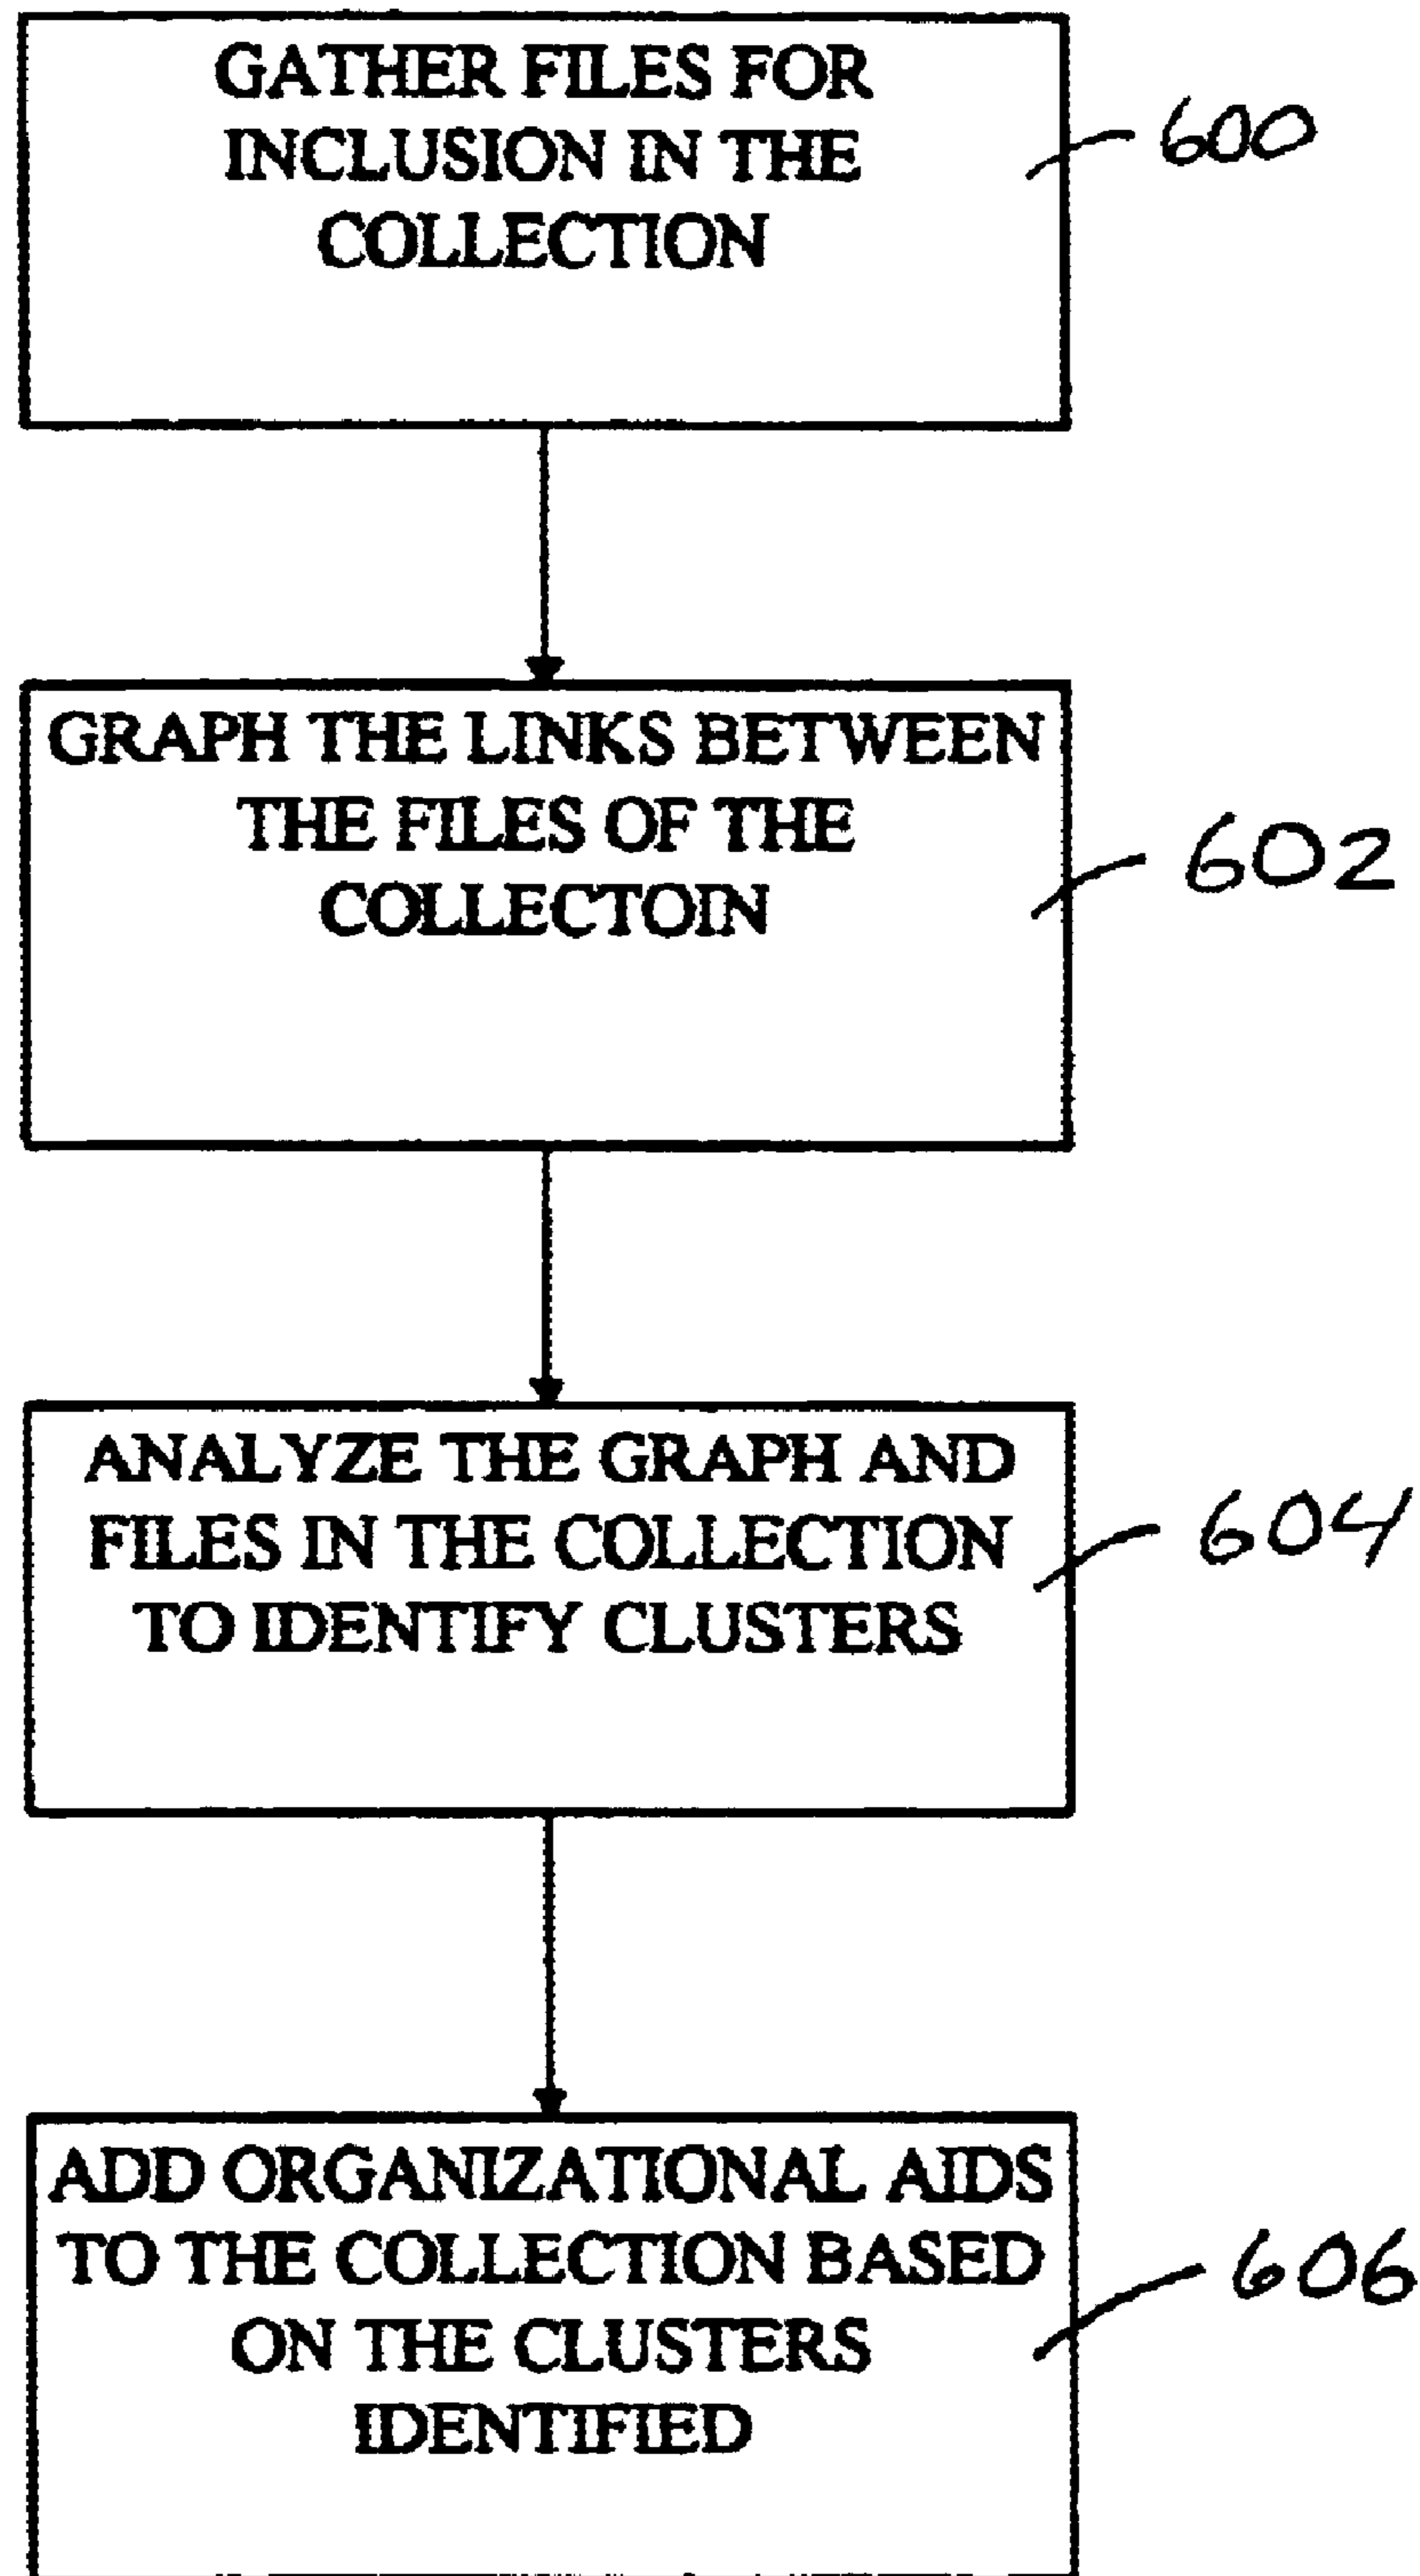 GATHER FILES FOR
INCLUSION IN THE
COLLECTION
600
GRAPH THE LINKS BETWEEN
THE FILES OF THE
COLLECTOIN
602
ANALYZE THE GRAPH AND
FILES IN THE COLLECTION
TO IDENTIFY CLUSTERS
604
ADD ORGANIZATIONAL AIDS
TO THE COLLECTION BASED
ON THE CLUSTERS
IDENTIFIED
606